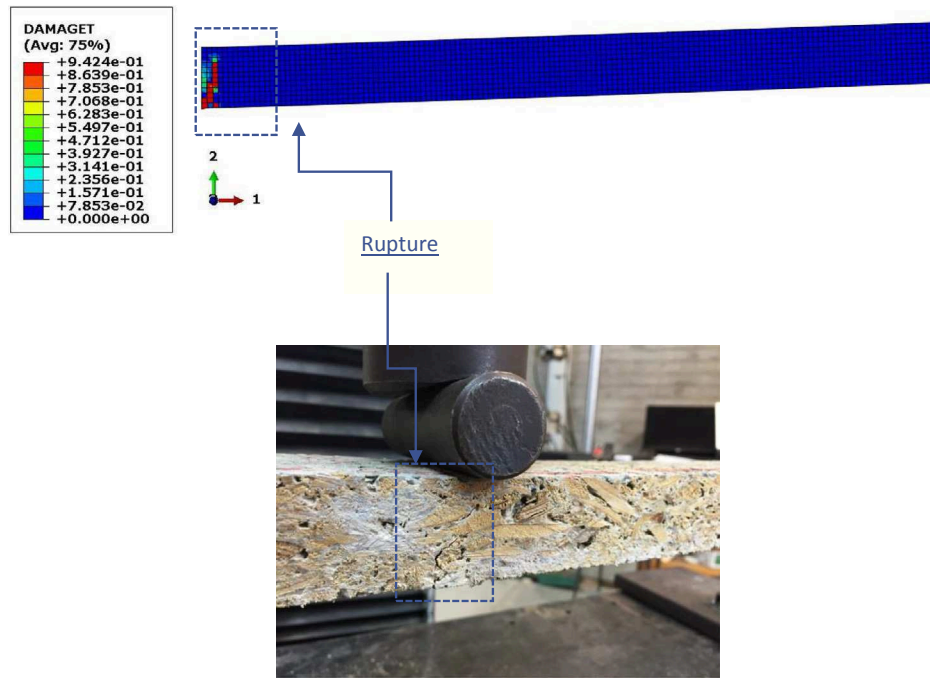 DAMAGET
(Avg: 75%)
+9.424e-01
+8.639e-01
+7.853e-01
+7.068e-01
+6.283e-01
+5.497e-01
+4.712e-01
+3.927e-01
+3.141e-01
+2.356e-01
+1.571e-01
+7.853e-02
+0.000e+00
2
1
Rupture